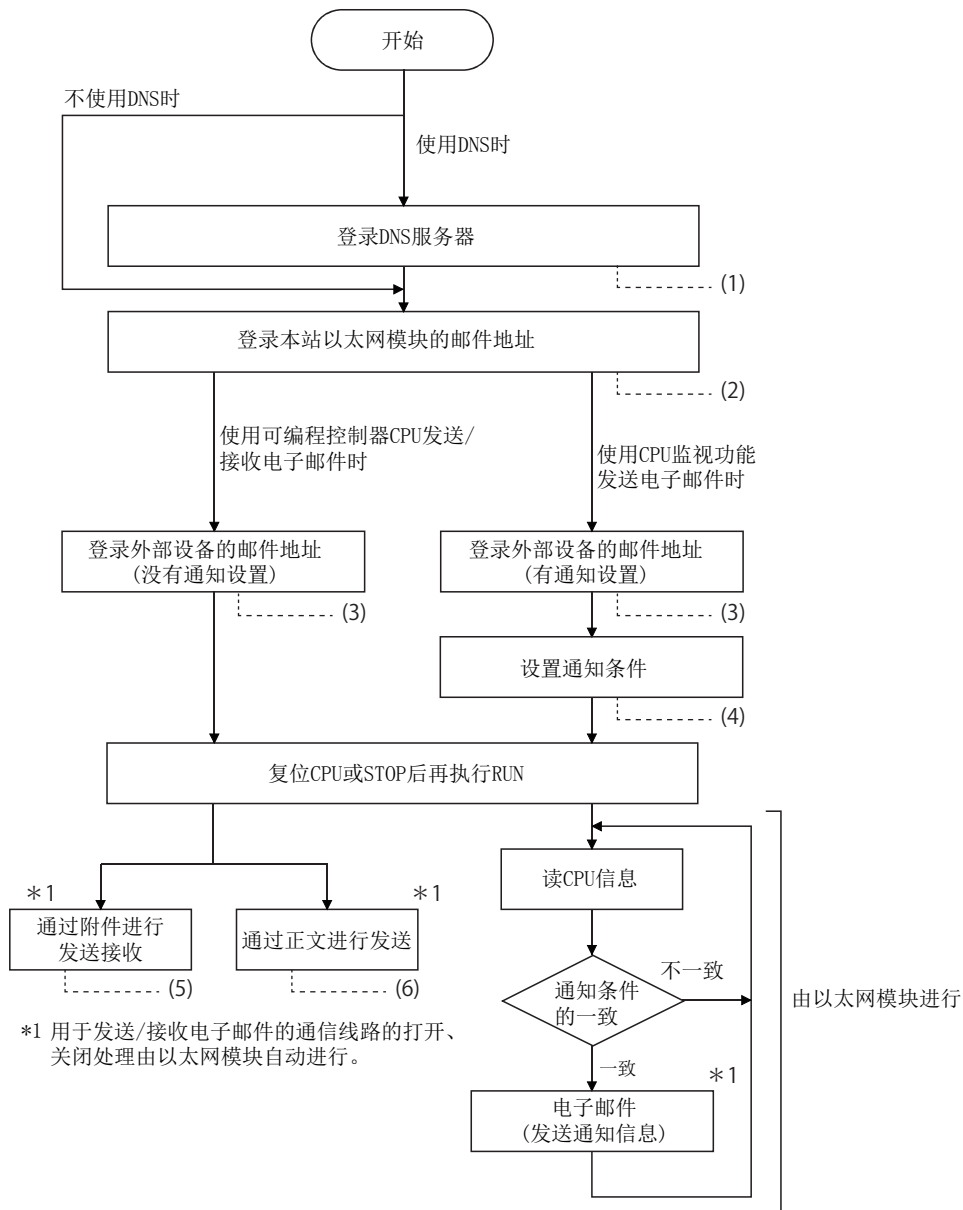 开始
不使用DNS时
使用DNS时
登录DNS服务器
(1)
登录本站以太网模块的邮件地址
(2)
使用可编程控制器CPU发送/
接收电子邮件时
使用CPU监视功能
发送电子邮件时
登录外部设备的邮件地址
(没有通知设置)
(3)
登录外部设备的邮件地址
(有通知设置)
(3)
设置通知条件
(4)
复位CPU或STOP后再执行RUN
*1
通过附件进行
发送接收
(5)
*1
通过正文进行发送
(6)
读CPU信息
通知条件
的一致
不一致
一致
*1
电子邮件
(发送通知信息)
由以太网模块进行
*1 用于发送/接收电子邮件的通信线路的打开、
关闭处理由以太网模块自动进行。